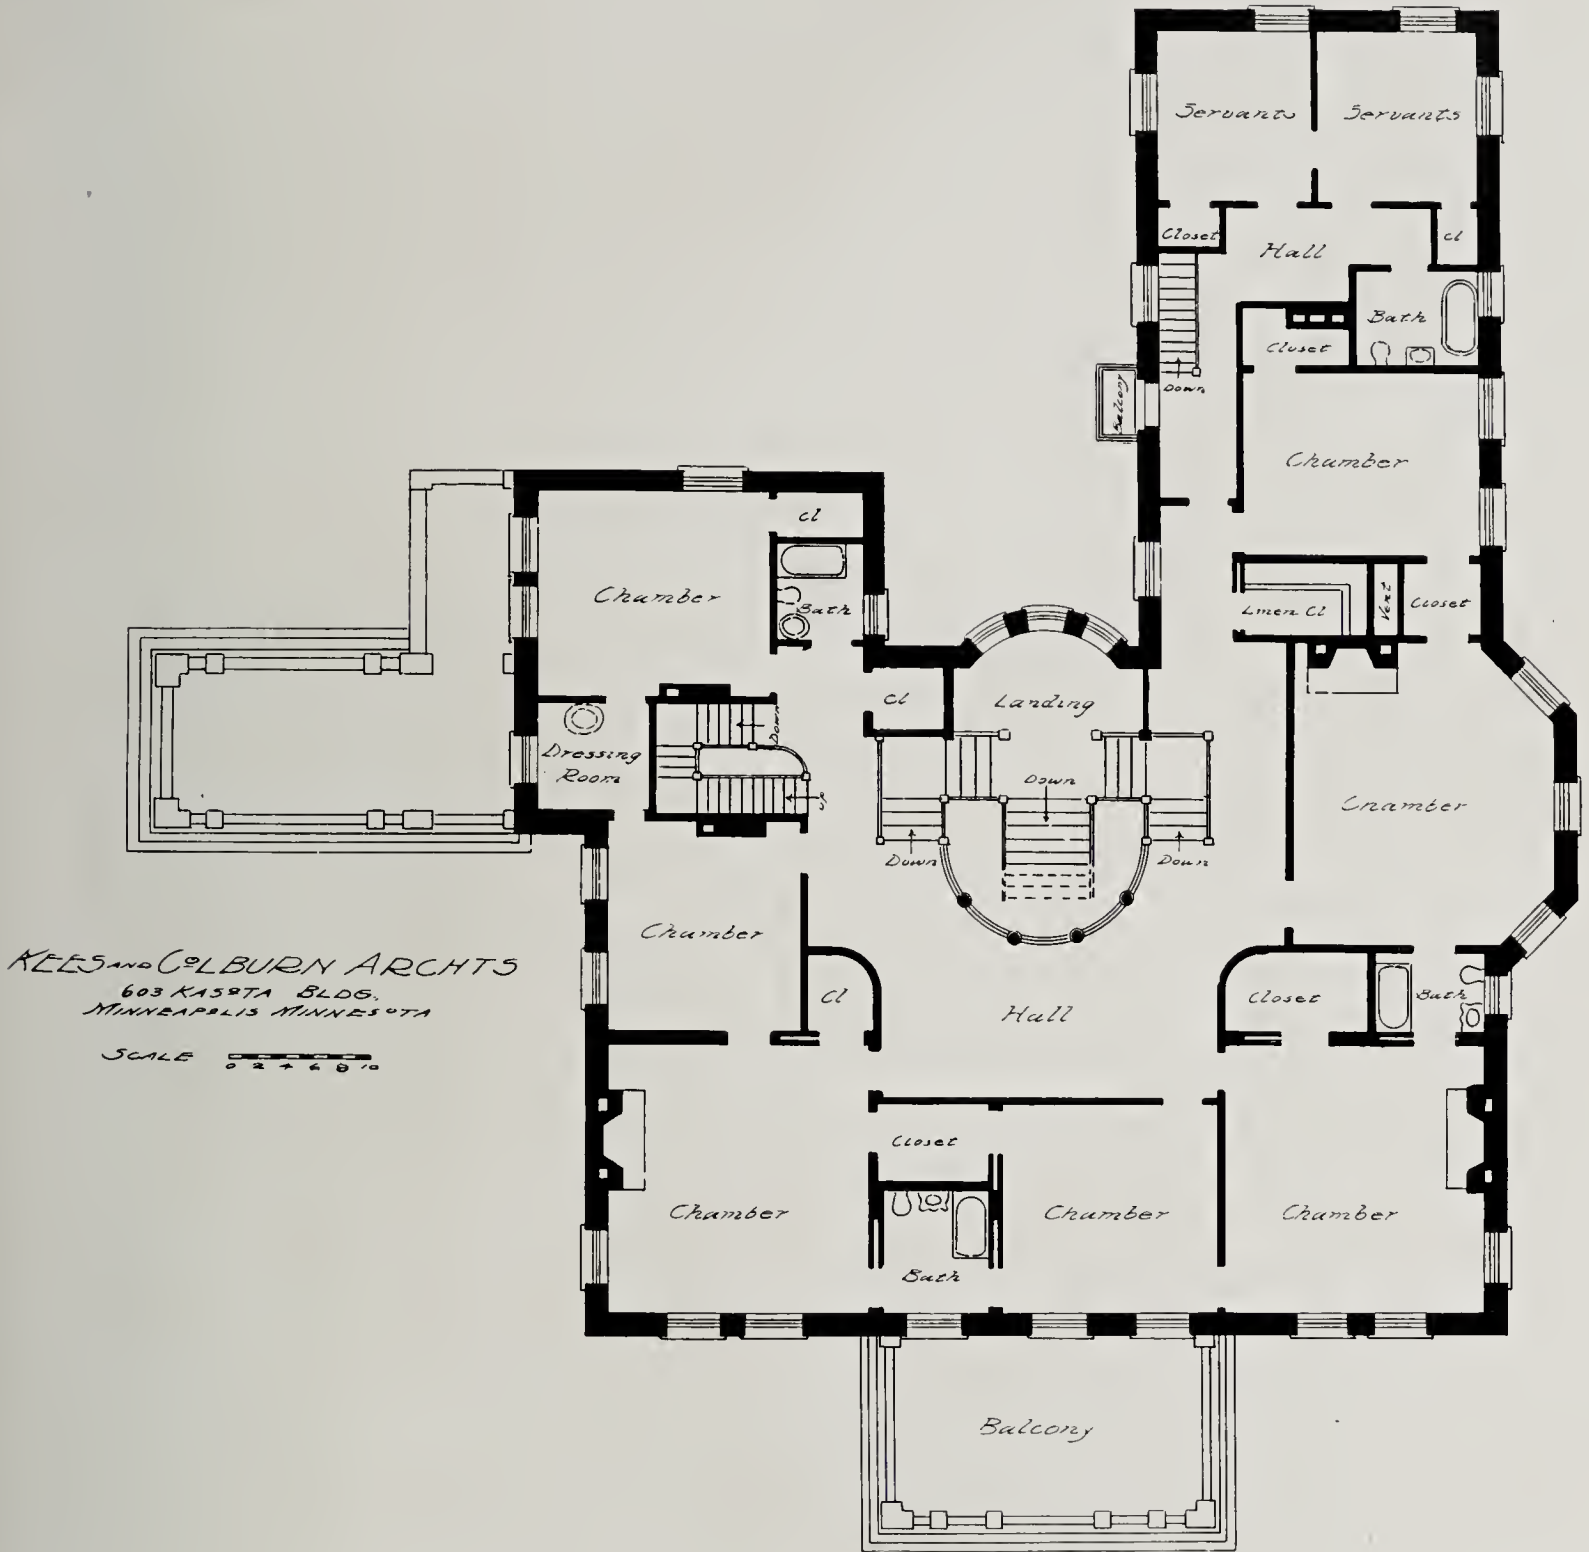 Servants Servants
Closet
Hall
Cl
Bath
Closet
Down
Balcony
Chamber
Cl
Chamber
Bath
Linen Cl
Vent
Closet
Cl
Landing
Dressing
Room
Down
Up
Down
Chamber
Down
Down
Chamber
KEES AND COLBURN ARCHTS
603 KASOTA BLDG.
MINNEAPOLIS MINNESOTA
SCALE
0 2 4 6 8 10
Cl
Hall
Closet
Bath
Closet
Chamber
Chamber
Chamber
Bath
Balcony